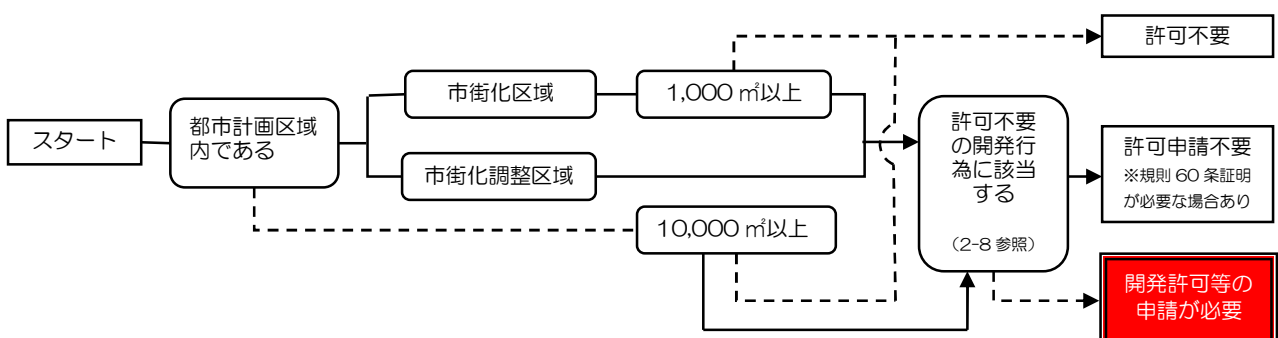 スタート
都市計画区域
内である
市街化区域
1,000 ㎡以上
市街化調整区域
10,000 ㎡以上
許可不要
の開発行
為に該当
する
（2-8 参照）
許可不要
許可申請不要
※規則 60 条証明
が必要な場合あり
開発許可等の
申請が必要